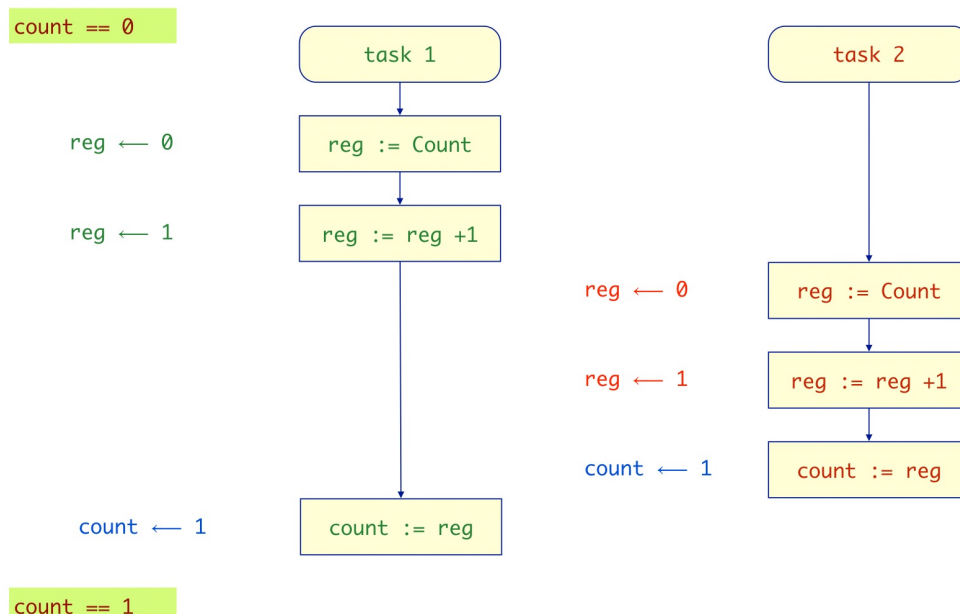 count == 0
task 1
task 2
reg ⟵ 0
reg := Count
reg ⟵ 1
reg := reg +1
reg ⟵ 0
reg := Count
reg ⟵ 1
reg := reg +1
count ⟵ 1
count := reg
count ⟵ 1
count := reg
count == 1